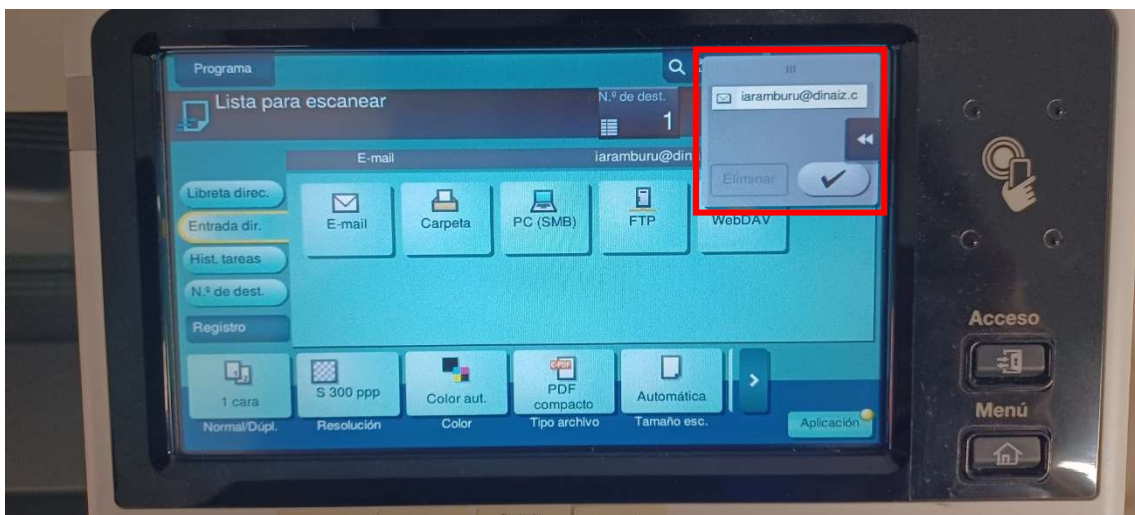 Programa
Lista para escanear
N.º de dest.
1
iaramburu@dinaiz.c
E-mail
iaramburu@din
Eliminar
Libreta direc.
Entrada dir.
Hist. tareas
N.º de dest.
Registro
E-mail
Carpeta
PC (SMB)
FTP
WebDAV
1 cara
S 300 ppp
Color aut.
PDF
compacto
Automática
Normal/Dúpl.
Resolución
Color
Tipo archivo
Tamaño esc.
Aplicación
Acceso
Menú